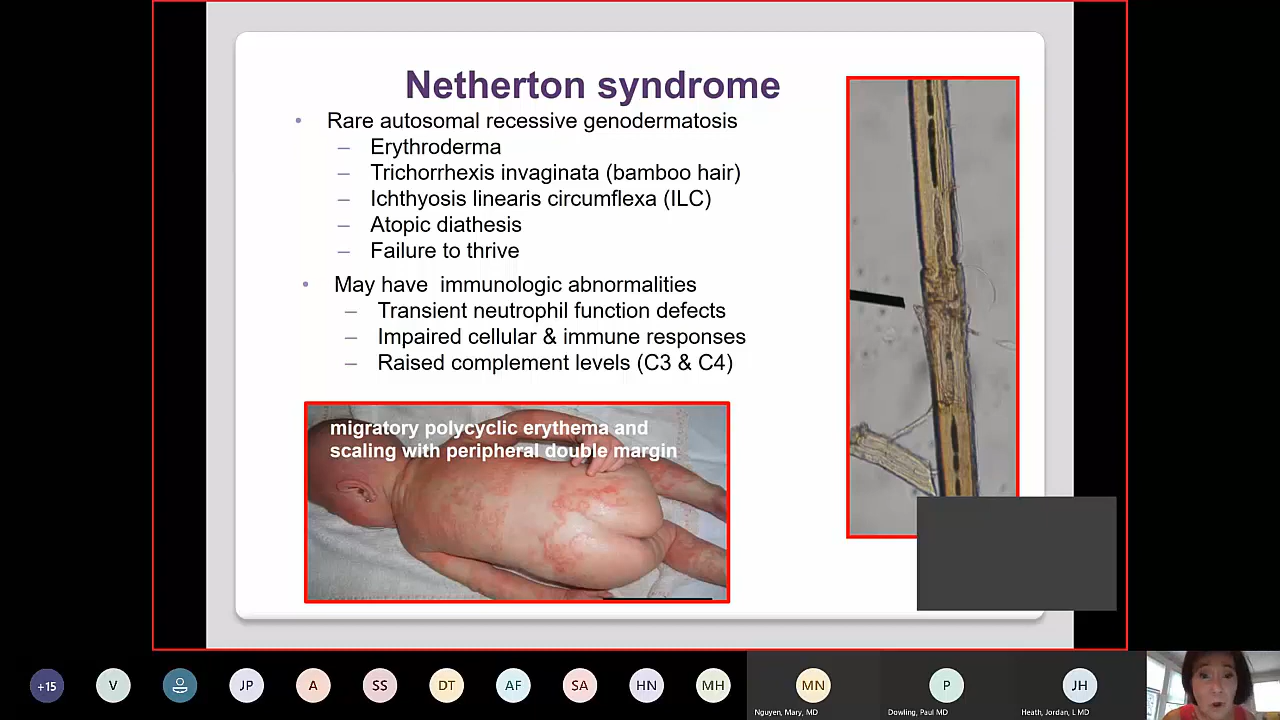 Netherton syndrome
• Rare autosomal recessive genodermatosis
– Erythroderma
– Trichorrhexis invaginata (bamboo hair)
– Ichthyosis linearis circumflexa (ILC)
– Atopic diathesis
– Failure to thrive
• May have  immunologic abnormalities
– Transient neutrophil function defects
– Impaired cellular & immune responses
– Raised complement levels (C3 & C4)
migratory polycyclic erythema and
scaling with peripheral double margin
+15 V JP A SS DT AF SA HN MH MN P JH
Nguyen, Mary, MD Dowling, Paul MD Heath, Jordan, L MD